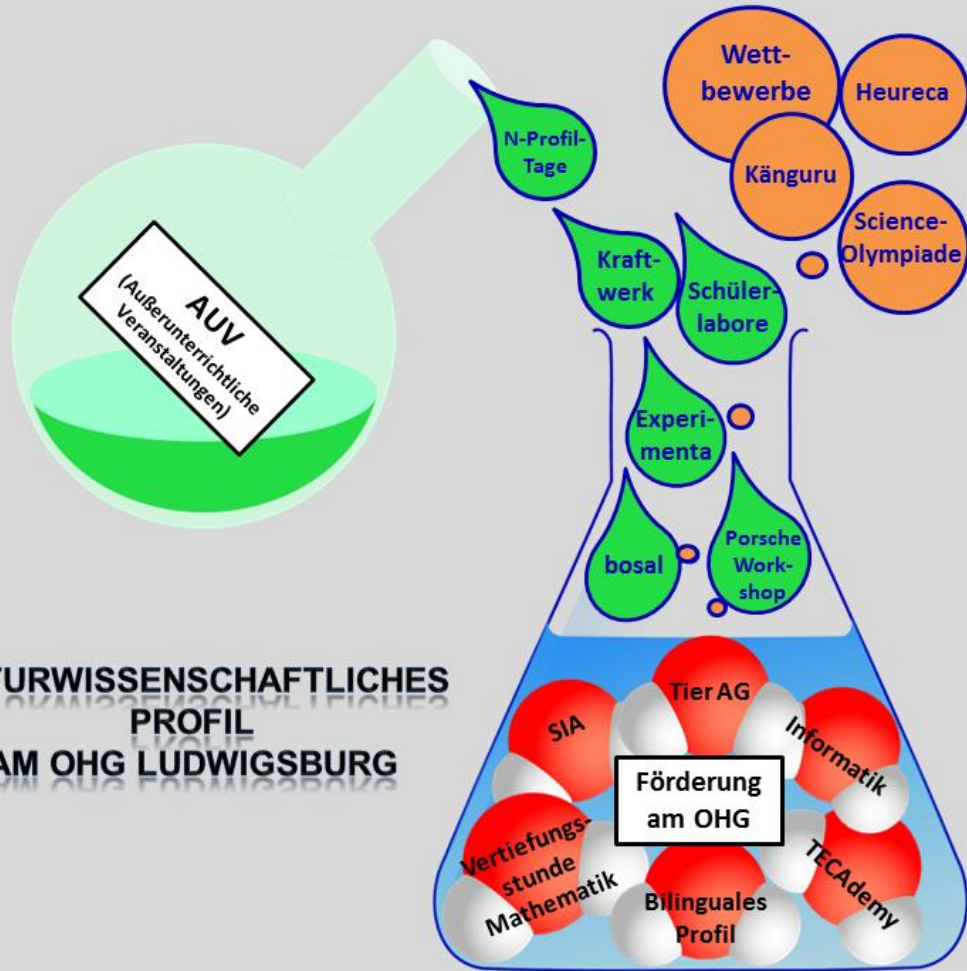 AUV
(Außerunterrichtliche
Veranstaltungen)
N-Profil-
Tage
Kraft-
werk
Schüler-
labore
Experi-
menta
bosal
Porsche
Work-
shop
Wett-
bewerbe
Heureca
Känguru
Science-
Olympiade
TURWISSENSCHAFTLICHES
PROFIL
AM OHG LUDWIGSBURG
SIA
Tier AG
Informatik
Förderung
am OHG
Vertiefungs-
stunde
Mathematik
Bilinguales
Profil
TECAdemy